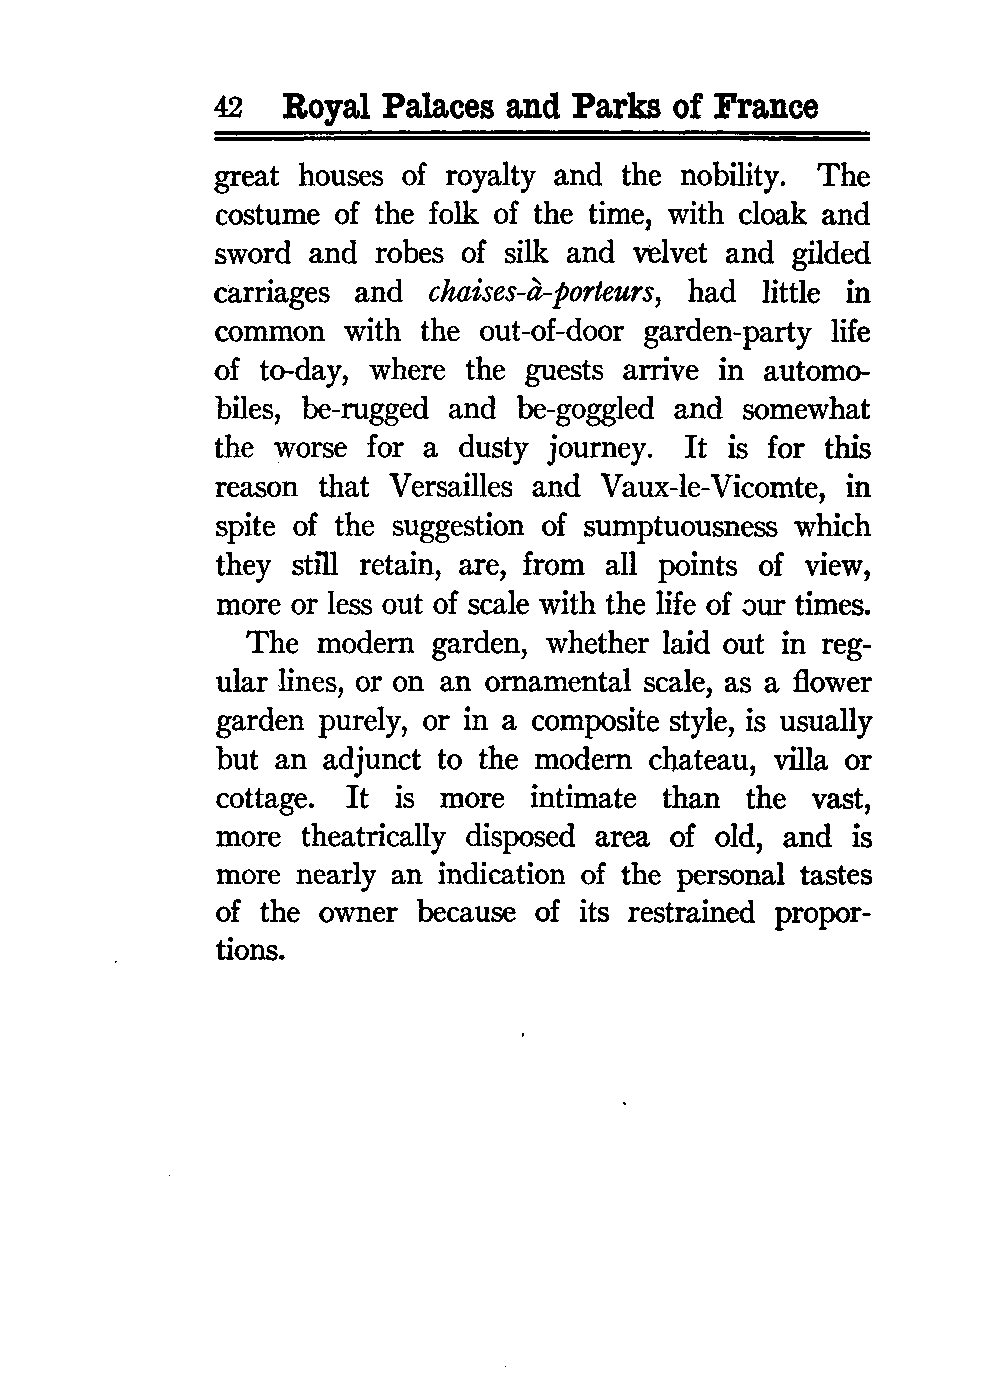 42 Royal Palaces and Parks of France
great houses of royalty and the nobility. The
costume of the folk of the time, with cloak and
sword and robes of silk and velvet and gilded
carriages and chaises-à-porteurs, had little in
common with the out-of-door garden-party life
of to-day, where the guests arrive in automo-
biles, be-rugged and be-goggled and somewhat
the worse for a dusty journey. It is for this
reason that Versailles and Vaux-le-Vicomte, in
spite of the suggestion of sumptuousness which
they still retain, are, from all points of view,
more or less out of scale with the life of our times.
The modern garden, whether laid out in reg-
ular lines, or on an ornamental scale, as a flower
garden purely, or in a composite style, is usually
but an adjunct to the modern chateau, villa or
cottage. It is more intimate than the vast,
more theatrically disposed area of old, and is
more nearly an indication of the personal tastes
of the owner because of its restrained propor-
tions.